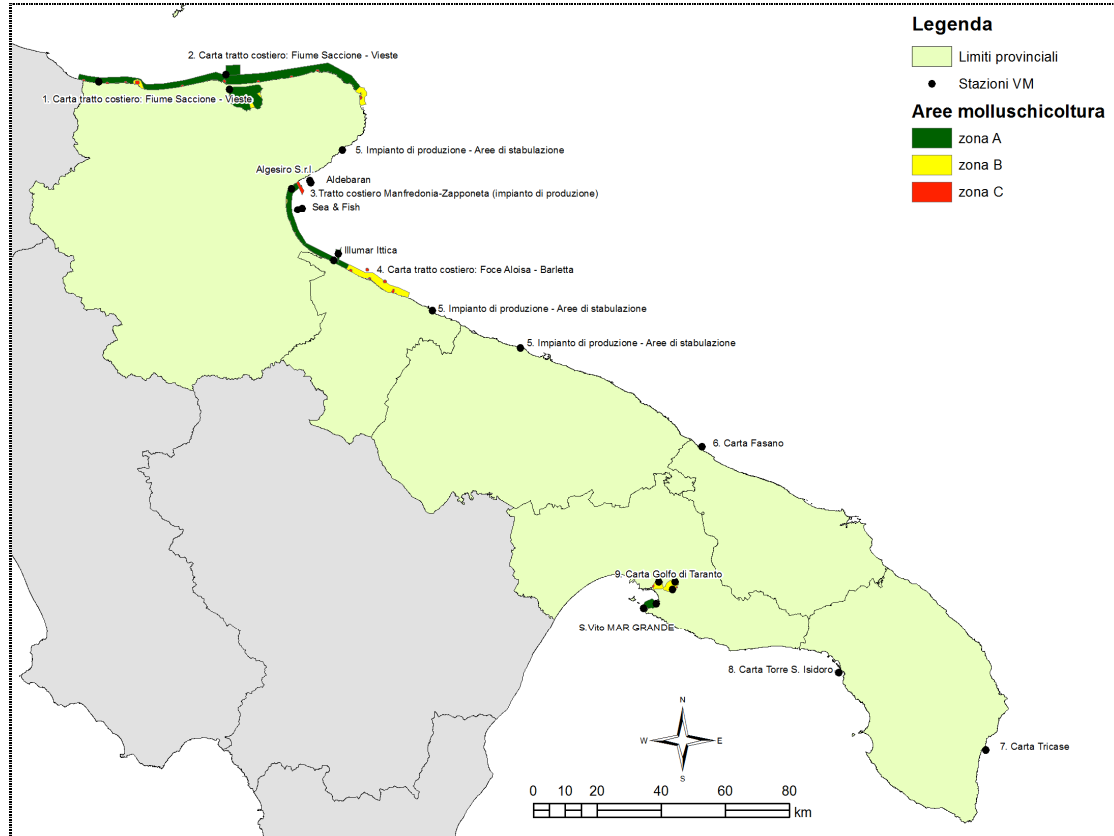 Legenda
Limiti provinciali
Stazioni VM
Aree molluschicoltura
zona A
zona B
zona C
2. Carta tratto costiero: Fiume Saccione - Vieste
1. Carta tratto costiero: Fiume Saccione - Vieste
5. Impianto di produzione - Aree di stabulazione
Algesiro S.r.l.
Aldebaran
3.Tratto costiero Manfredonia-Zapponeta (impianto di produzione)
Sea & Fish
Illumar Ittica
4. Carta tratto costiero: Foce Aloisa - Barletta
5. Impianto di produzione - Aree di stabulazione
5. Impianto di produzione - Aree di stabulazione
6. Carta Fasano
9. Carta Golfo di Taranto
S.Vito MAR GRANDE
8. Carta Torre S. Isidoro
7. Carta Tricase
N
W E
S
0 5 10 20 40 60 80
km